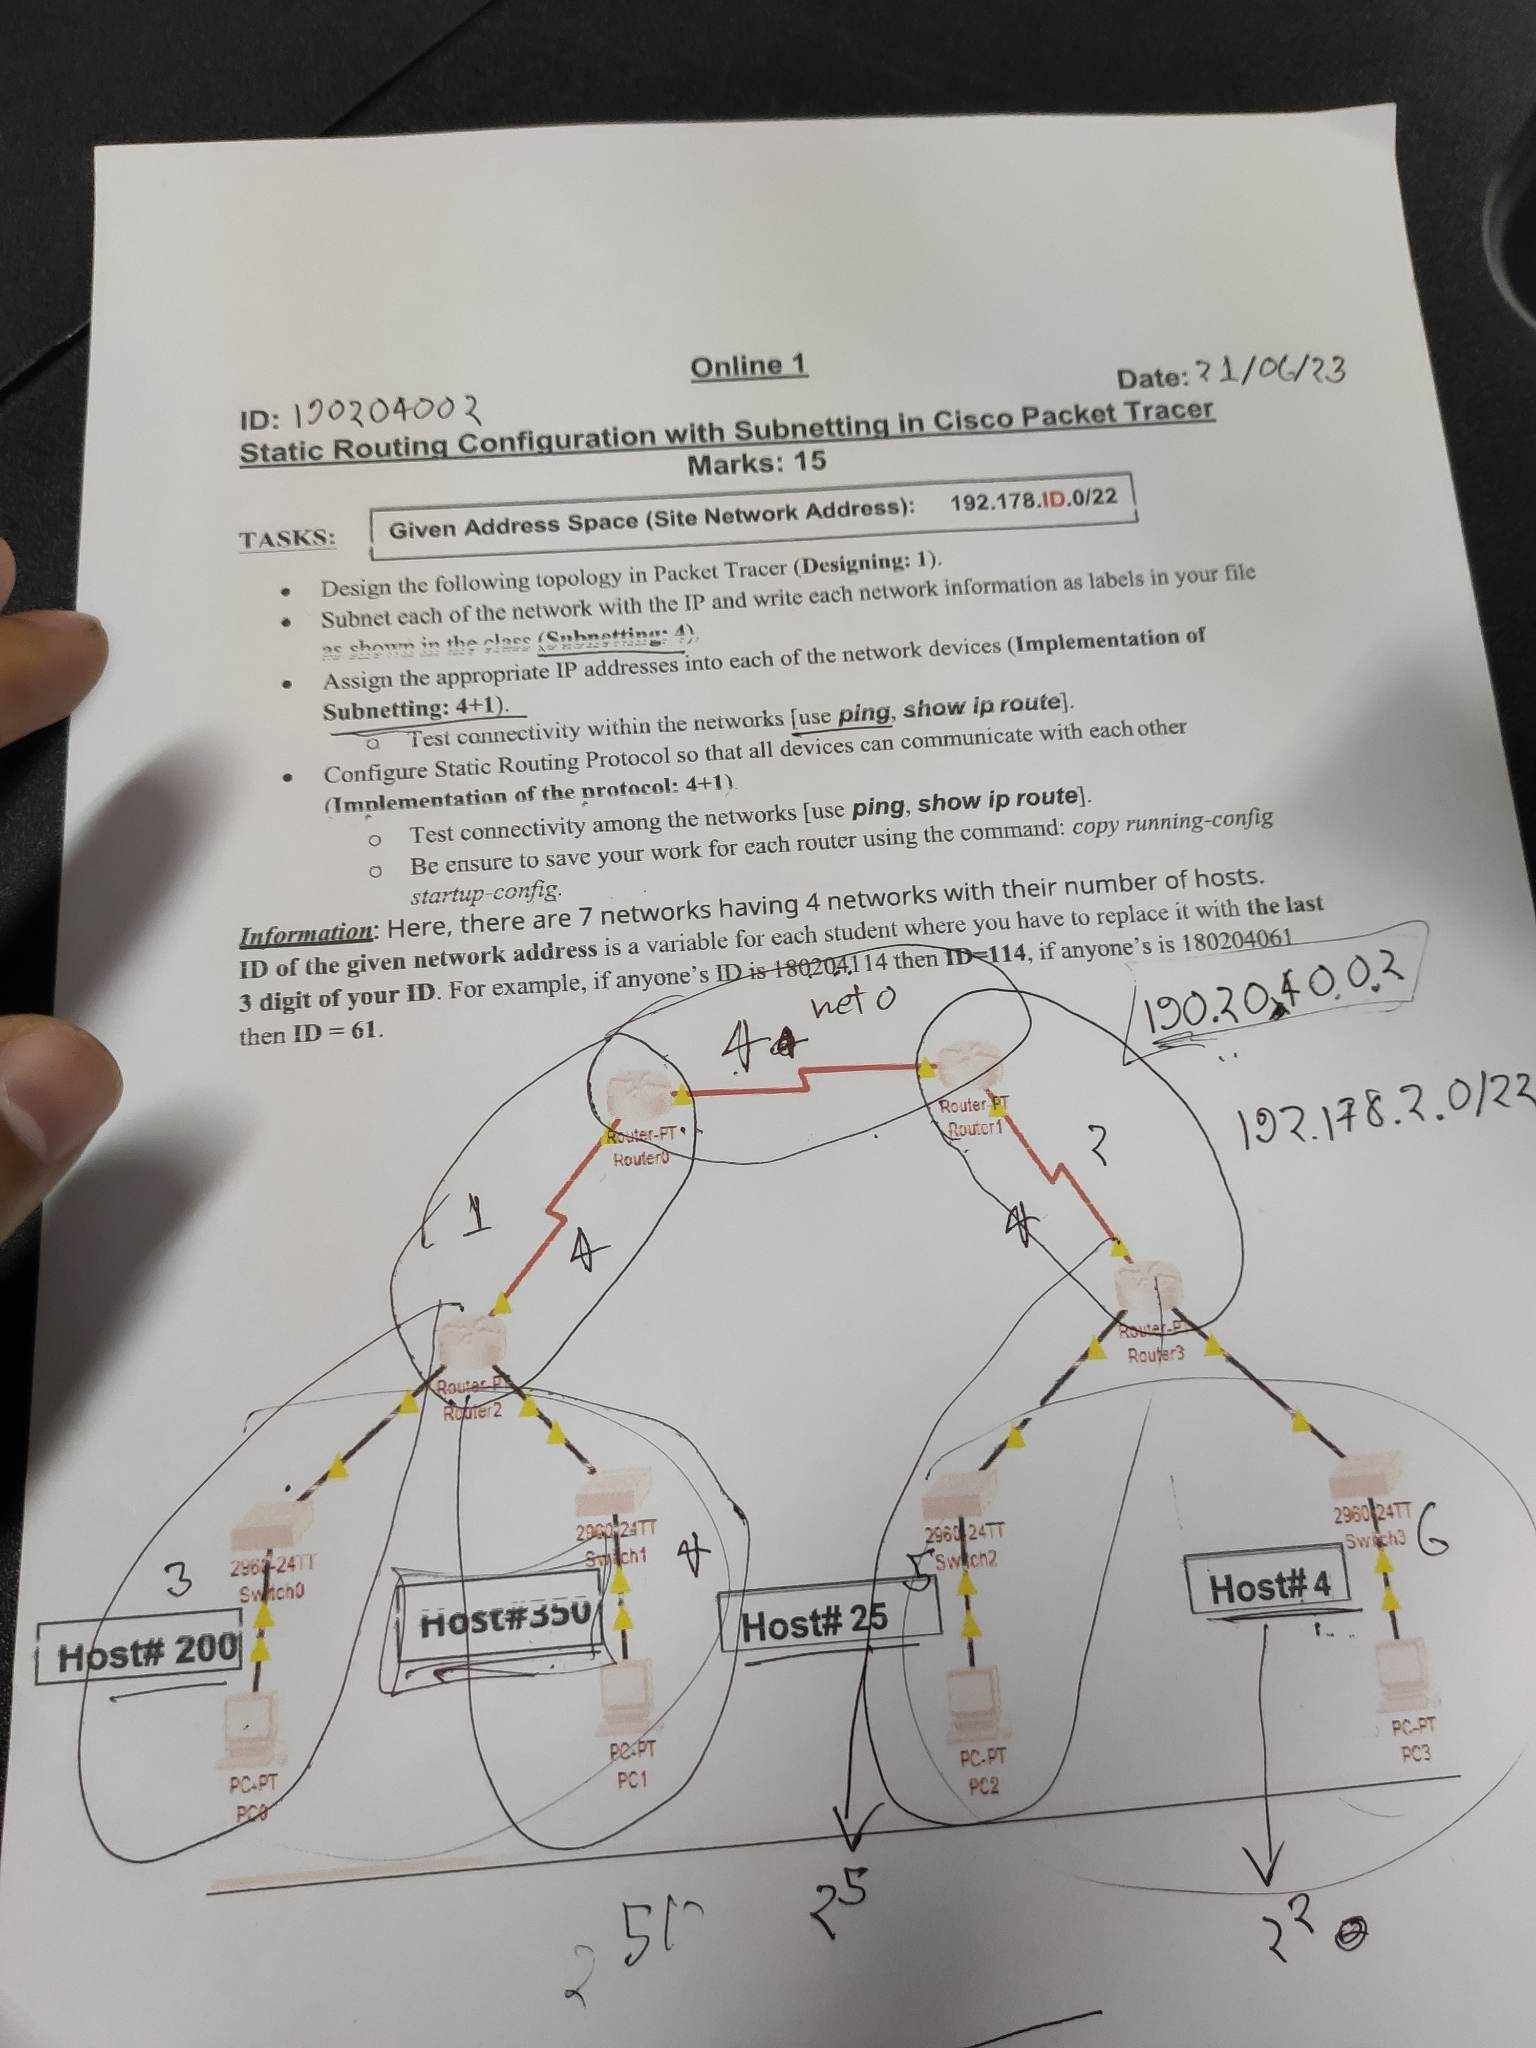 Online 1
ID: 190204002
Date: 21/06/23
Static Routing Configuration with Subnetting in Cisco Packet Tracer
Marks: 15
TASKS:
Given Address Space (Site Network Address): 192.178.ID.0/22
• Design the following topology in Packet Tracer (Designing: 1).
• Subnet each of the network with the IP and write each network information as labels in your file
as shown in the class (Subnetting: 4).
• Assign the appropriate IP addresses into each of the network devices (Implementation of
Subnetting: 4+1).
o Test connectivity within the networks [use ping, show ip route].
• Configure Static Routing Protocol so that all devices can communicate with each other
(Implementation of the protocol: 4+1)
o Test connectivity among the networks [use ping, show ip route].
o Be ensure to save your work for each router using the command: copy running-config
startup-config.
Information: Here, there are 7 networks having 4 networks with their number of hosts.
ID of the given network address is a variable for each student where you have to replace it with the last
3 digit of your ID. For example, if anyone's ID is 180204114 then ID=114, if anyone's is 180204061
then ID = 61.
190.20.40.0.2
net 0
4
192.178.2.0/22
Router-PT
Router0
Router-PT
Router1
2
1
4
4
Router-PT
Router2
Router-PT
Router3
2960-24TT
Switch0
2960-24TT
Switch1
2960-24TT
Switch2
2960-24TT
Switch3
3
4
5
6
Host# 200
Host#350
Host# 25
Host# 4
PC-PT
PC0
PC-PT
PC1
PC-PT
PC2
PC-PT
PC3
2⁵
2²